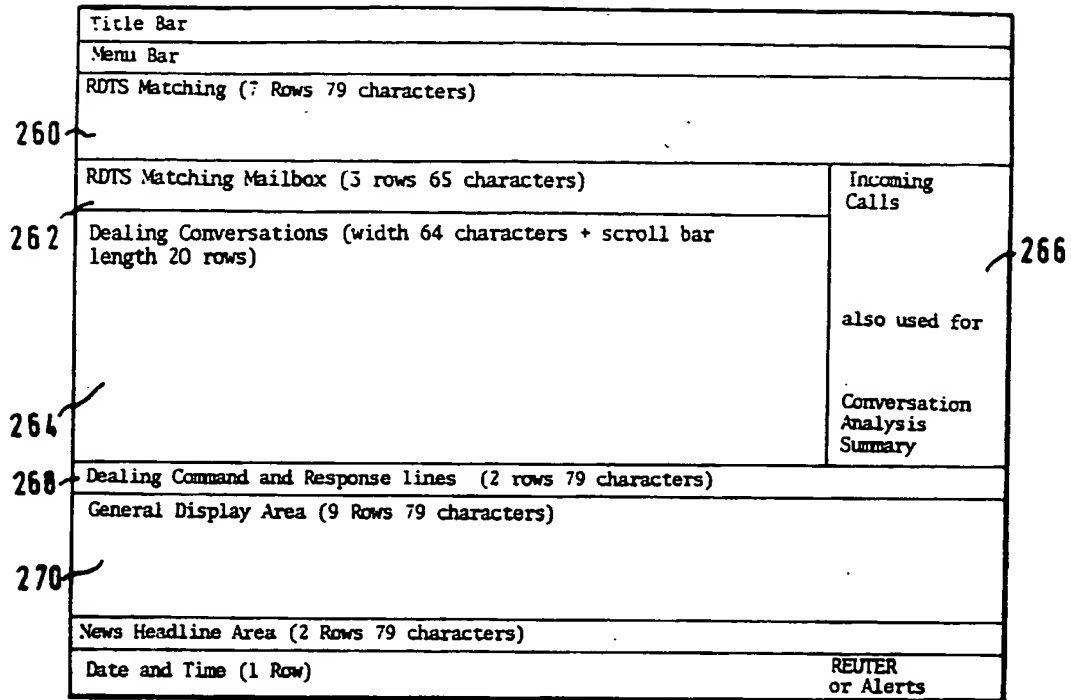 Title Bar
Menu Bar
RDTS Matching (7 Rows 79 characters)
260
RDTS Matching Mailbox (3 rows 65 characters)
Incoming
Calls
262
Dealing Conversations (width 64 characters + scroll bar
length 20 rows)
266
also used for
264
Conversation
Analysis
Summary
268
Dealing Command and Response lines (2 rows 79 characters)
General Display Area (9 Rows 79 characters)
270
News Headline Area (2 Rows 79 characters)
Date and Time (1 Row)
REUTER
or Alerts